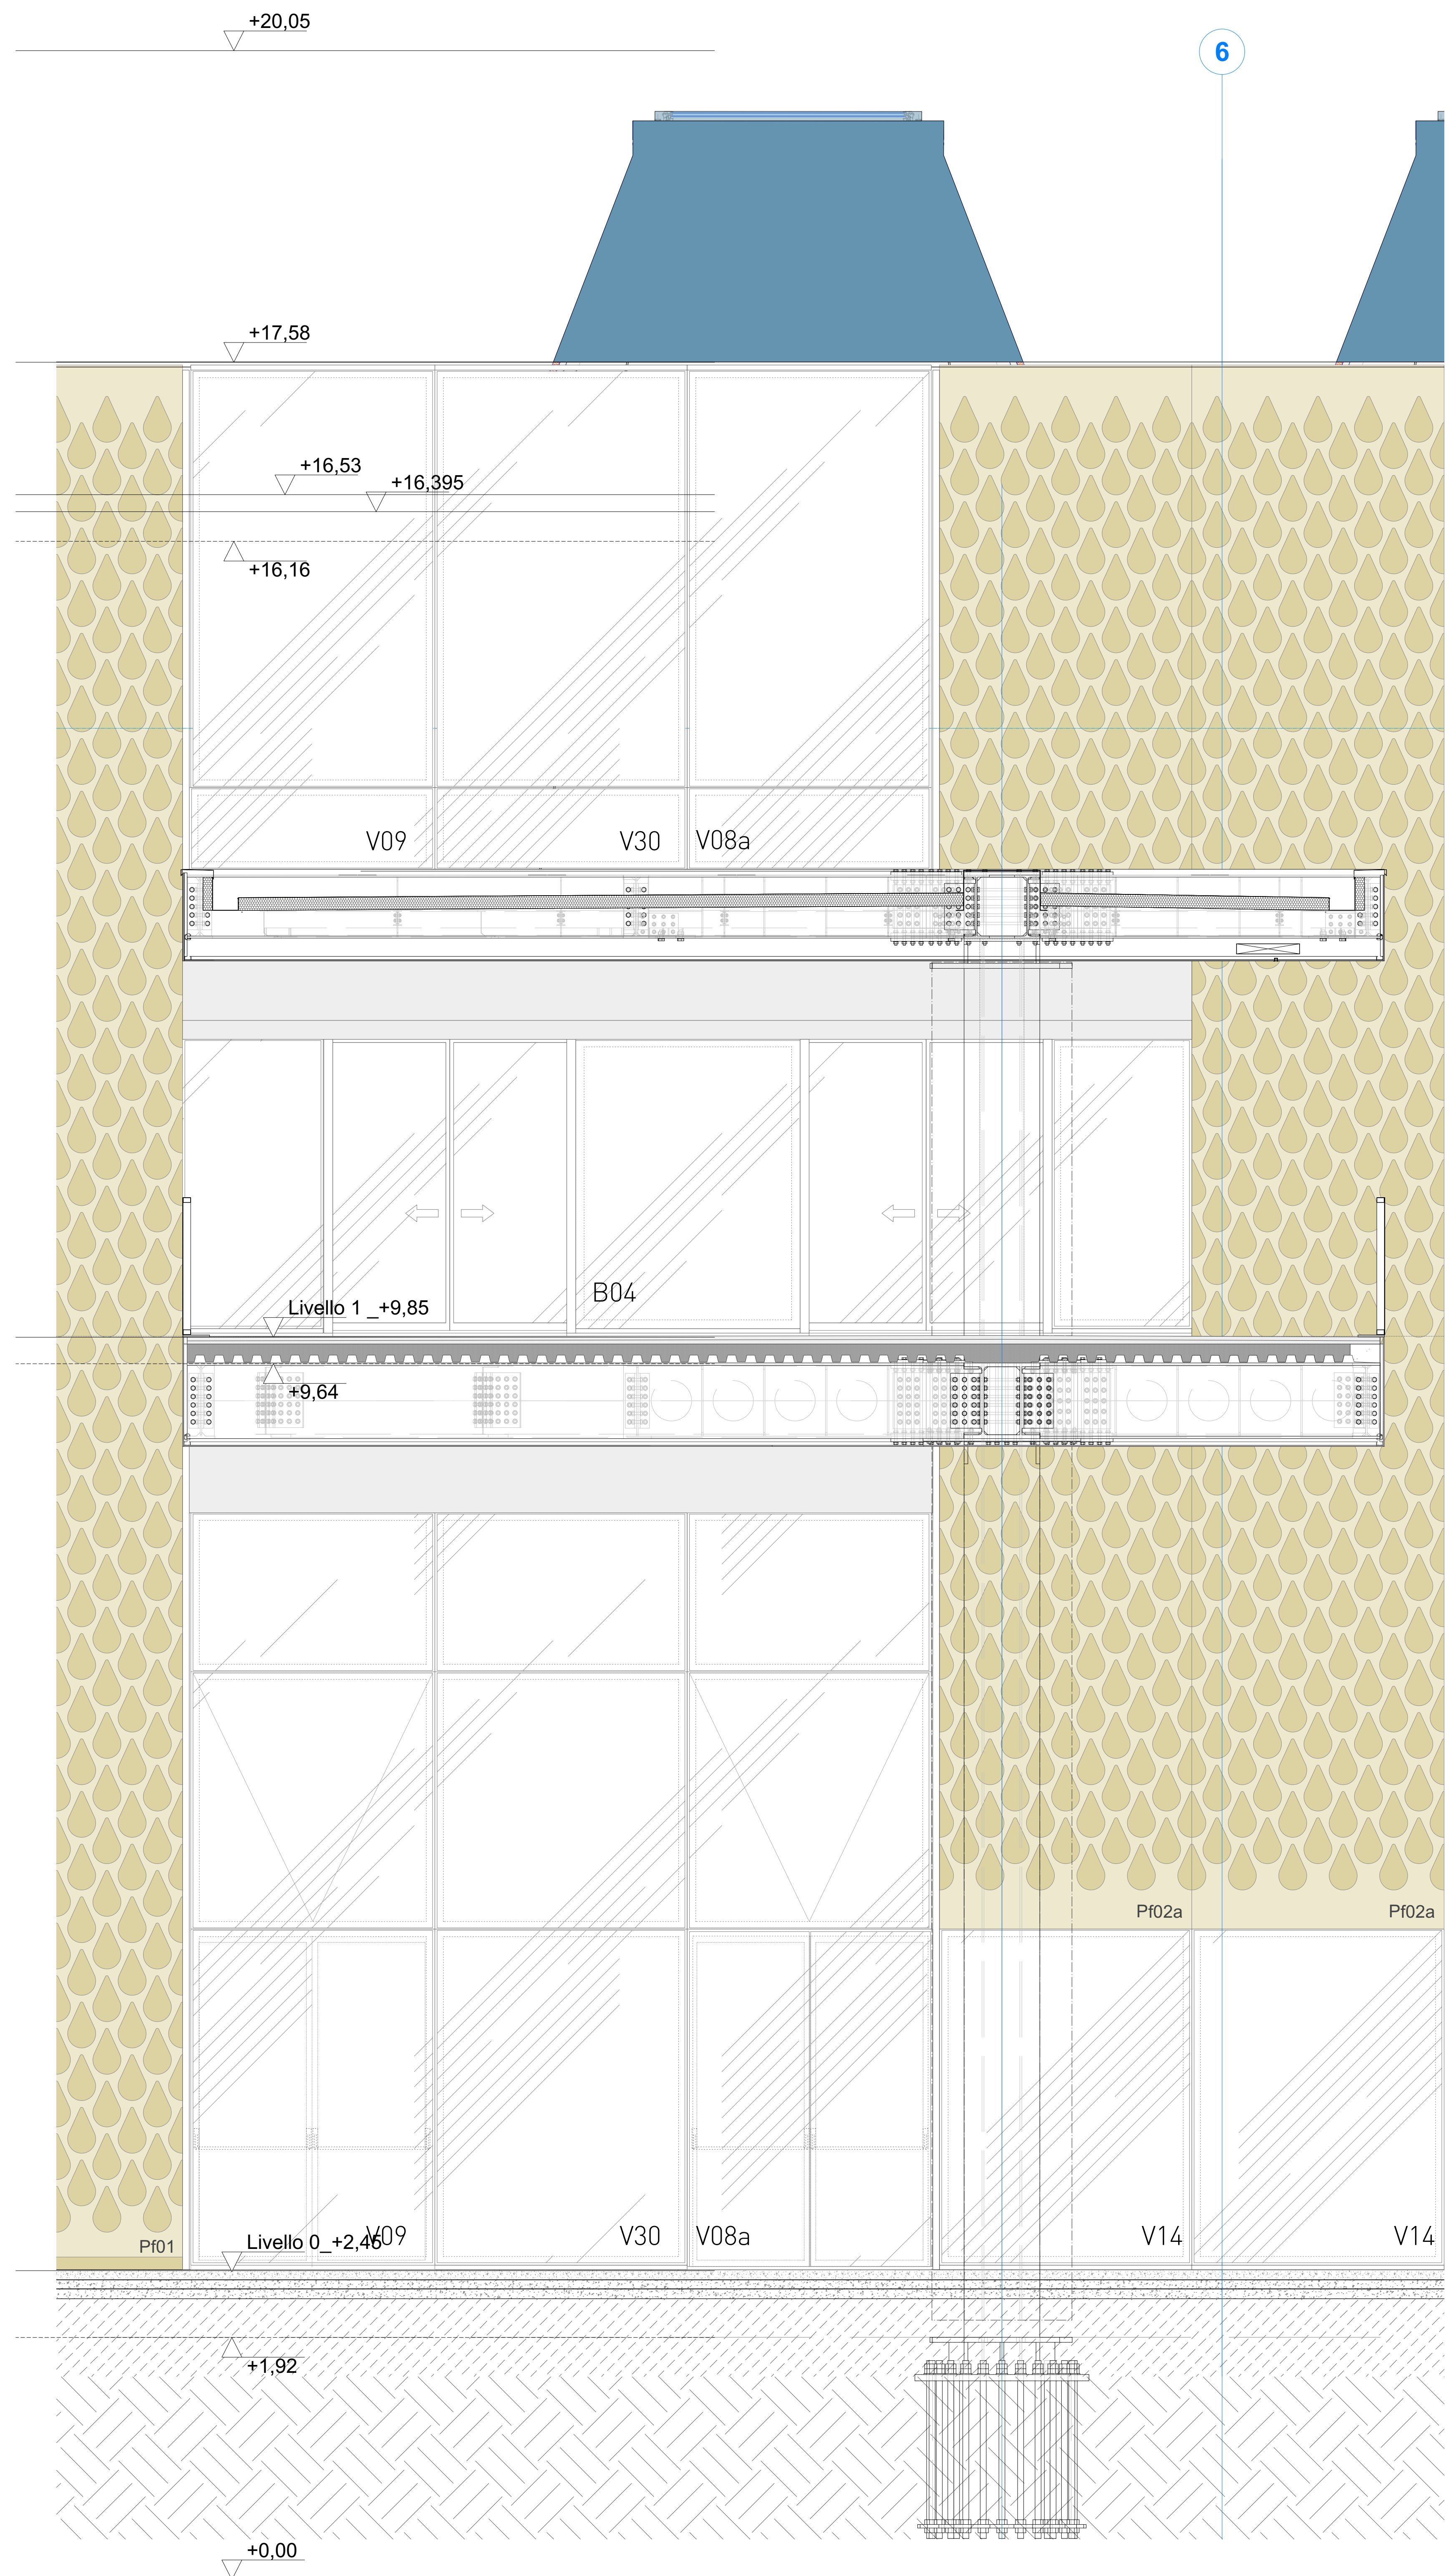 +20,05
6
+17,58
+16,53
+16,395
+16,16
V09
V30
V08a
B04
Livello 1 _+9,85
+9,64
Pf02a
Pf02a
Livello 0_+2,45
V09
V30
V08a
V14
V14
Pf01
+1,92
+0,00